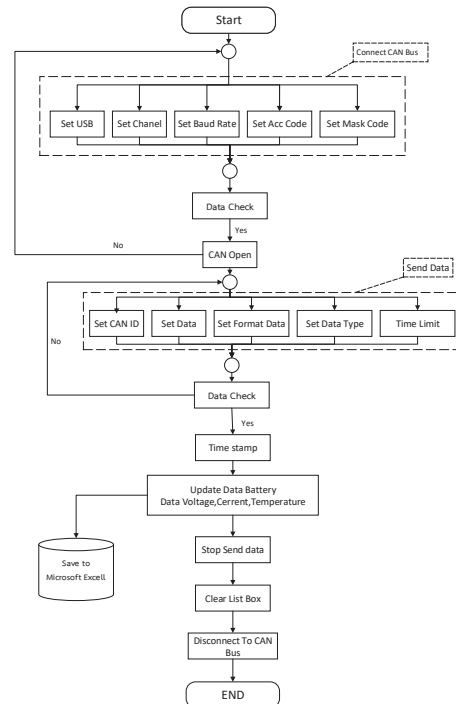 Start
Connect CAN Bus
Set USB
Set Chanel
Set Baud Rate
Set Acc Code
Set Mask Code
Data Check
Yes
No
CAN Open
Send Data
Set CAN ID
Set Data
Set Format Data
Set Data Type
Time Limit
No
Data Check
Yes
Time stamp
Update Data Battery
Data Voltage,Cerrent,Temperature
Save to
Microsoft Excell
Stop Send data
Clear List Box
Disconnect To CAN
Bus
END